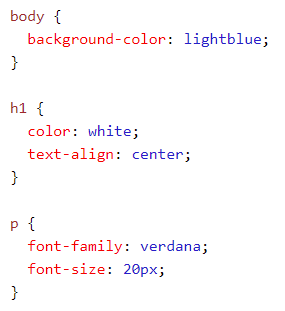 body {
  background-color: lightblue;
}

h1 {
  color: white;
  text-align: center;
}

p {
  font-family: verdana;
  font-size: 20px;
}